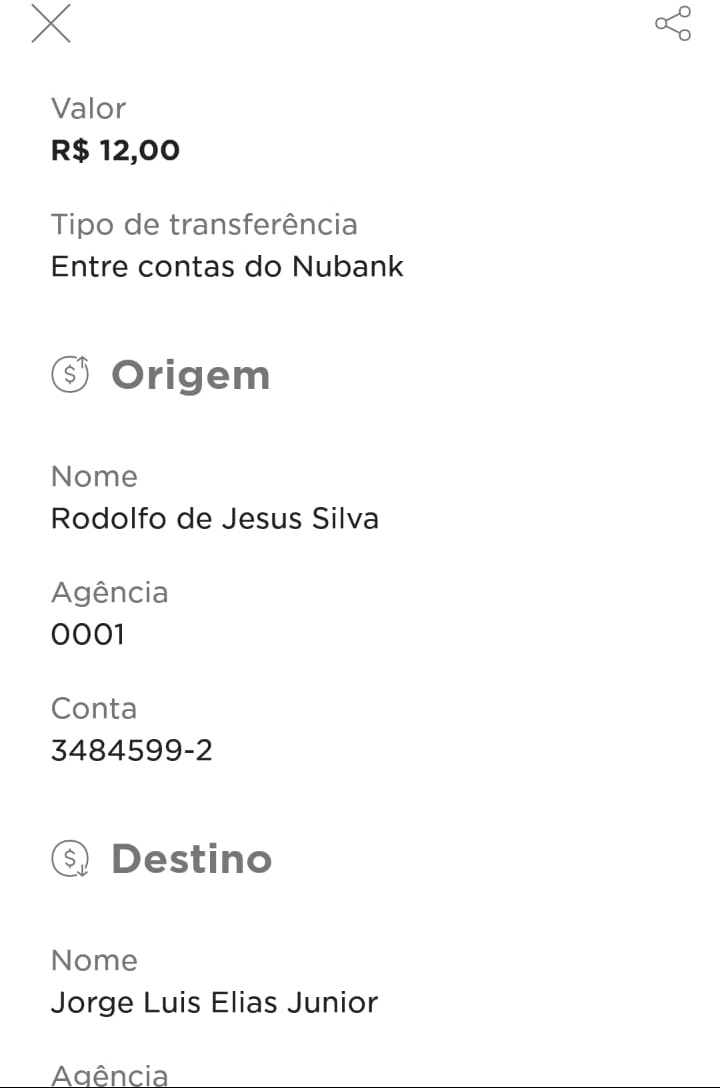 Valor
R$ 12,00
Tipo de transferência
Entre contas do Nubank
Origem
Nome
Rodolfo de Jesus Silva
Agência
0001
Conta
3484599-2
Destino
Nome
Jorge Luis Elias Junior
Agência